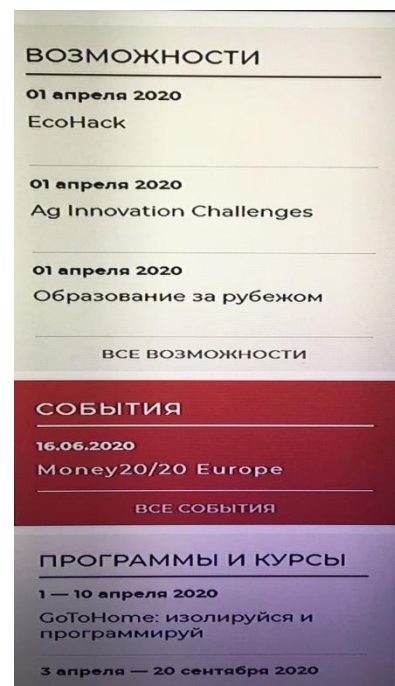 ВОЗМОЖНОСТИ
01 апреля 2020
EcoHack
01 апреля 2020
Ag Innovation Challenges
01 апреля 2020
Образование за рубежом
ВСЕ ВОЗМОЖНОСТИ
СОБЫТИЯ
16.06.2020
Money20/20 Europe
ВСЕ СОБЫТИЯ
ПРОГРАММЫ И КУРСЫ
1 — 10 апреля 2020
GoToHome: изолируйся и
программируй
3 апреля — 20 сентября 2020